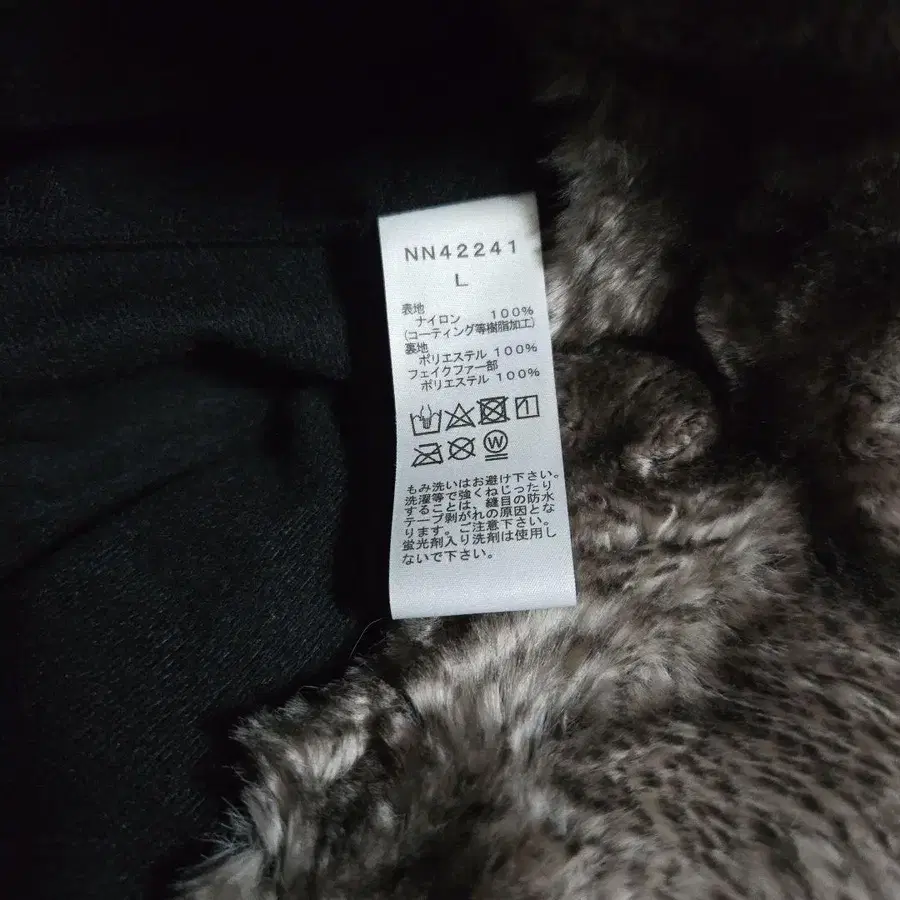 NN42241
L
表地
ナイロン 100%
(コーティング等樹脂加工)
裏地
ポリエステル 100%
フェイクファー部
ポリエステル 100%
W
もみ洗いはお避け下さい。
洗濯等で強くねじったり
することは、縫目の防水
テープ剥がれの原因とな
ります。ご注意下さい。
蛍光剤入り洗剤は使用し
ないで下さい。